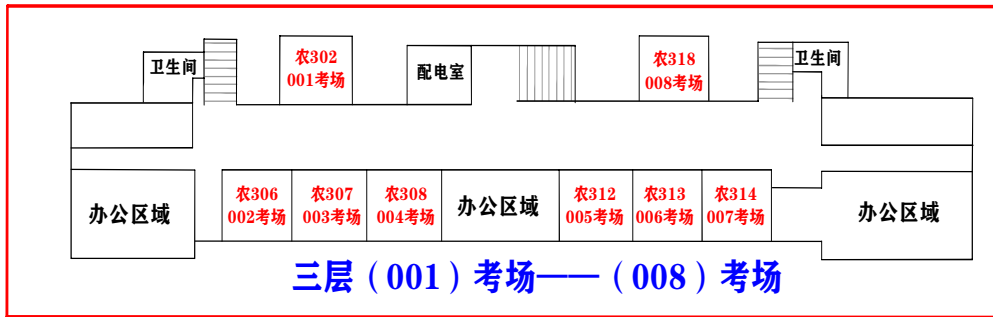 农302
001考场
农318
008考场
卫生间
配电室
卫生间
农306
002考场
农307
003考场
农308
004考场
办公区域
农312
005考场
农313
006考场
农314
007考场
办公区域
办公区域
三层（001）考场——（008）考场